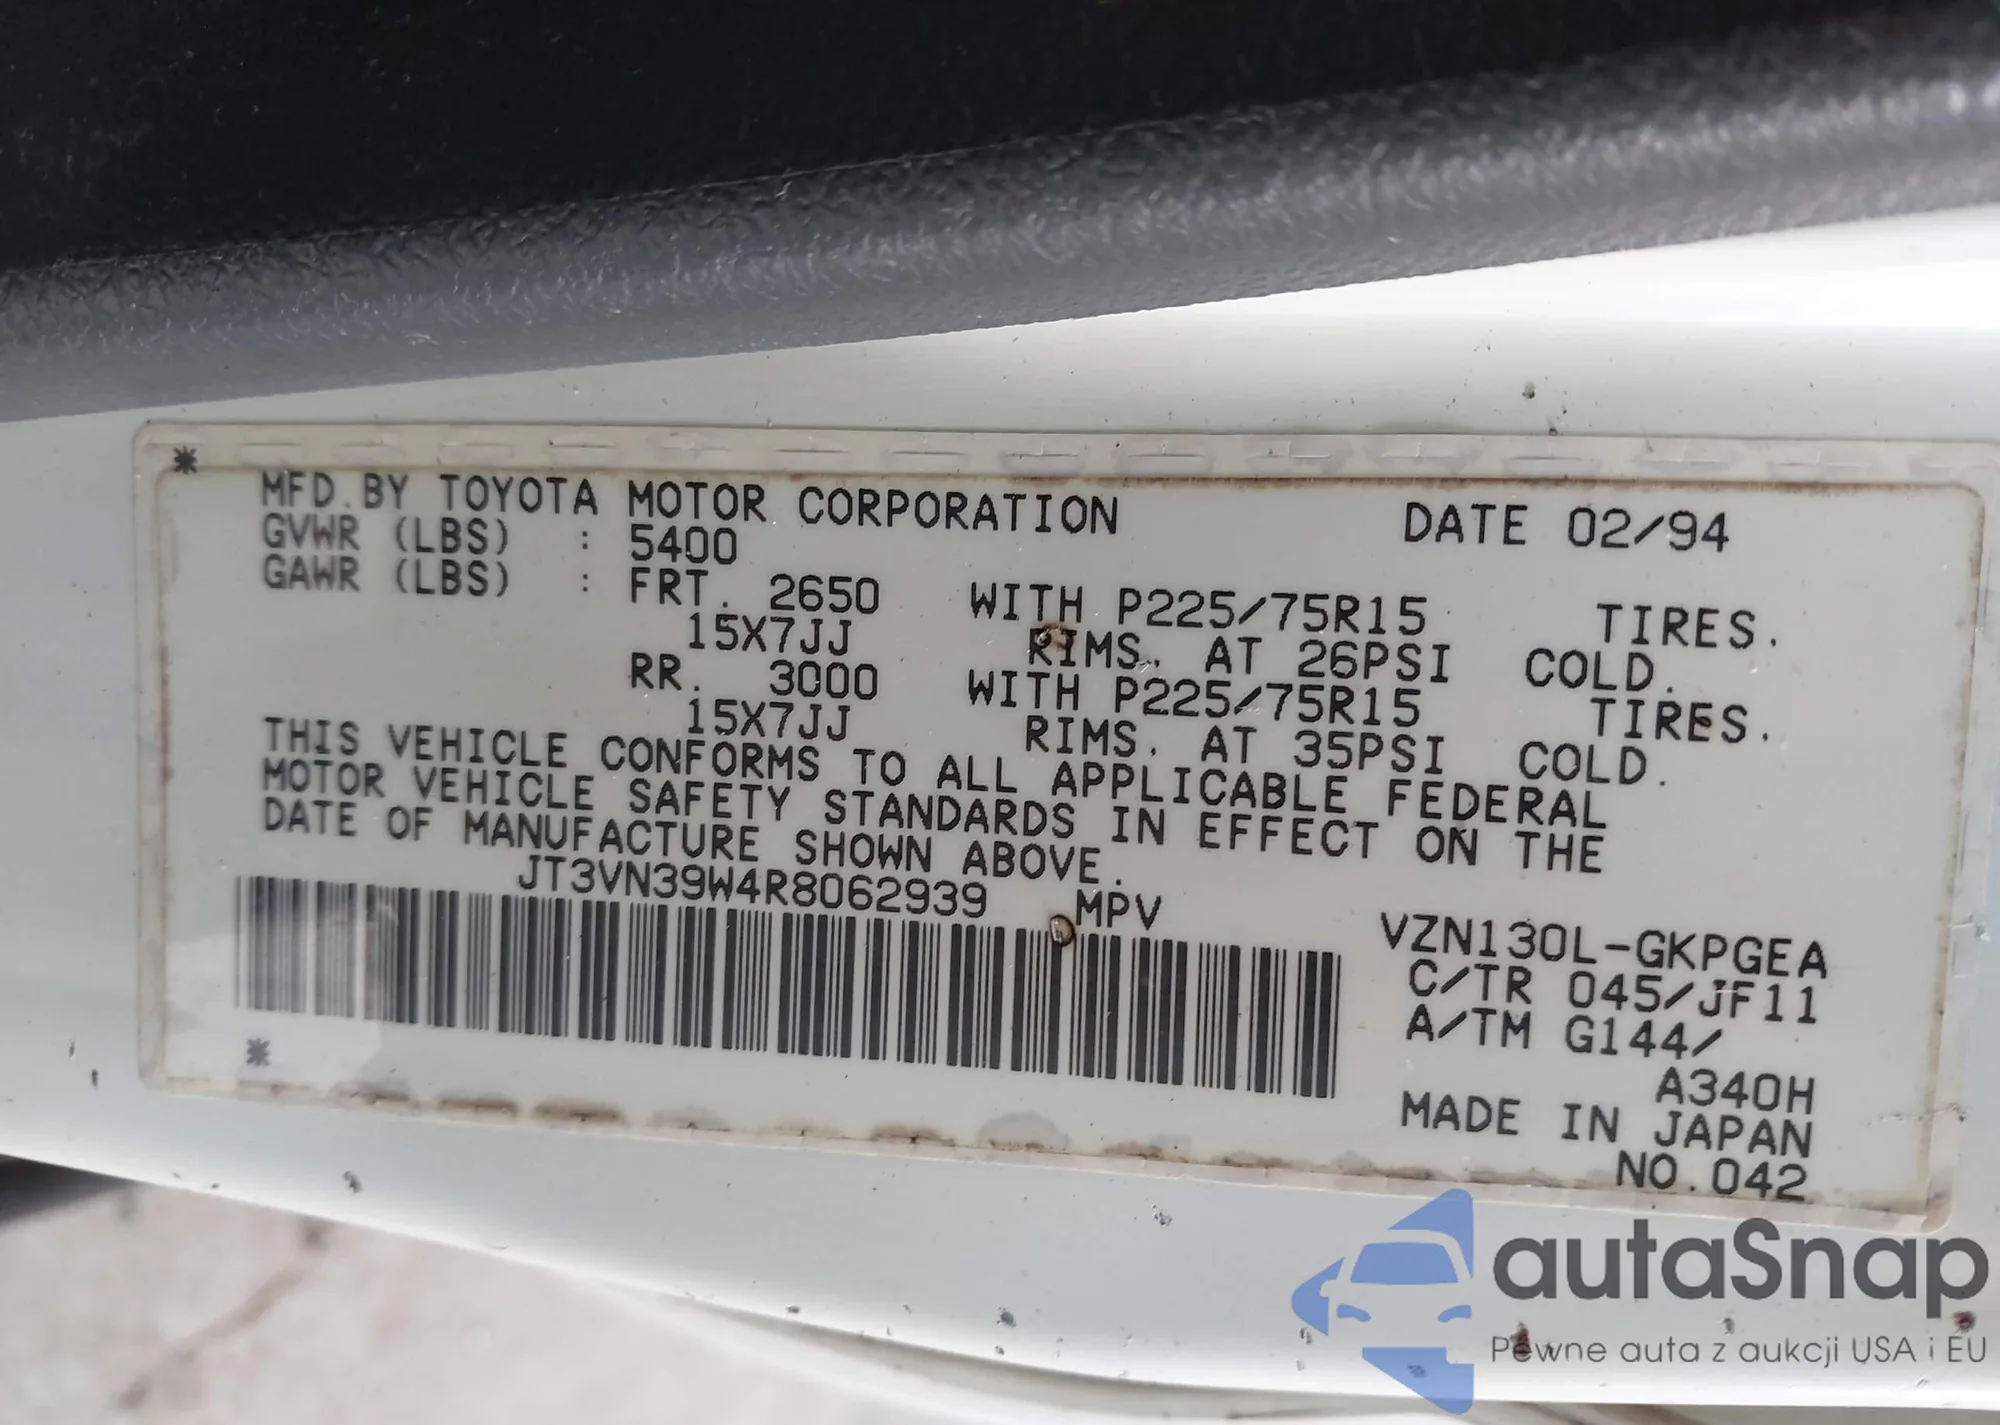 MFD.BY TOYOTA MOTOR CORPORATION DATE 02/94
GVWR (LBS) : 5400
GAWR (LBS) : FRT. 2650 WITH P225/75R15 TIRES.
15X7JJ RIMS. AT 26PSI COLD.
RR. 3000 WITH P225/75R15 TIRES.
15X7JJ RIMS. AT 35PSI COLD.
THIS VEHICLE CONFORMS TO ALL APPLICABLE FEDERAL
MOTOR VEHICLE SAFETY STANDARDS IN EFFECT ON THE
DATE OF MANUFACTURE SHOWN ABOVE.
JT3VN39W4R8062939 MPV
VZN130L-GKPGEA
C/TR 045/JF11
A/TM G144/
A340H
MADE IN JAPAN
NO.042
autaSnap
Pewne auta z aukcji USA i EU